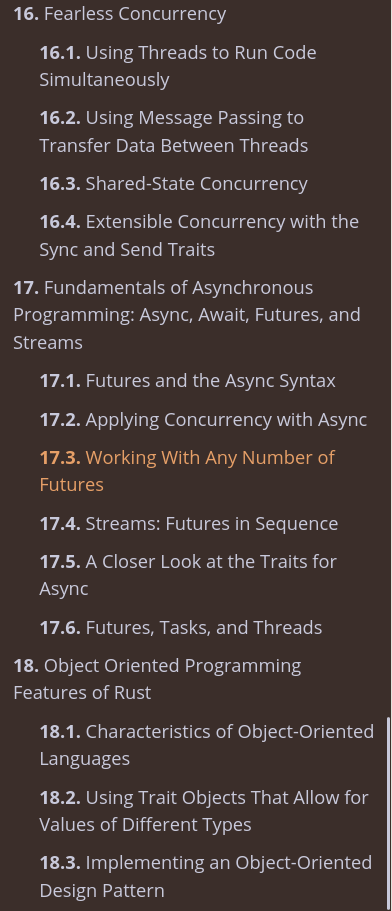 16. Fearless Concurrency
16.1. Using Threads to Run Code
Simultaneously
16.2. Using Message Passing to
Transfer Data Between Threads
16.3. Shared-State Concurrency
16.4. Extensible Concurrency with the
Sync and Send Traits
17. Fundamentals of Asynchronous
Programming: Async, Await, Futures, and
Streams
17.1. Futures and the Async Syntax
17.2. Applying Concurrency with Async
17.3. Working With Any Number of
Futures
17.4. Streams: Futures in Sequence
17.5. A Closer Look at the Traits for
Async
17.6. Futures, Tasks, and Threads
18. Object Oriented Programming
Features of Rust
18.1. Characteristics of Object-Oriented
Languages
18.2. Using Trait Objects That Allow for
Values of Different Types
18.3. Implementing an Object-Oriented
Design Pattern